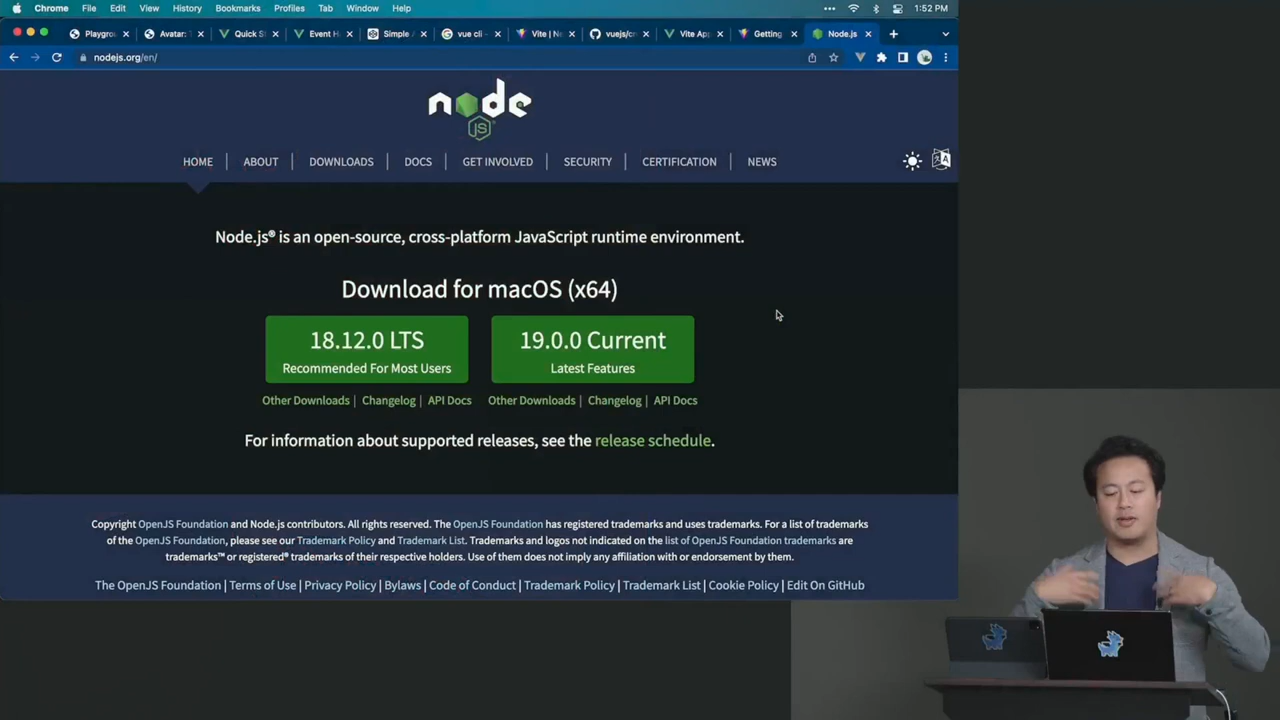 Chrome File Edit View History Bookmarks Profiles Tab Window Help 1:52 PM
Playgrou Avatar: T Quick S Event H Simple A vue cli - Vite | Ne vuejs/cr Vite App Getting Node.js
nodejs.org/en/
node
JS
HOME | ABOUT | DOWNLOADS | DOCS | GET INVOLVED | SECURITY | CERTIFICATION | NEWS
Node.js® is an open-source, cross-platform JavaScript runtime environment.
Download for macOS (x64)
18.12.0 LTS
Recommended For Most Users
19.0.0 Current
Latest Features
Other Downloads | Changelog | API Docs
Other Downloads | Changelog | API Docs
For information about supported releases, see the release schedule.
Copyright OpenJS Foundation and Node.js contributors. All rights reserved. The OpenJS Foundation has registered trademarks and uses trademarks. For a list of trademarks
of the OpenJS Foundation, please see our Trademark Policy and Trademark List. Trademarks and logos not indicated on the list of OpenJS Foundation trademarks are
trademarks™ or registered® trademarks of their respective holders. Use of them does not imply any affiliation with or endorsement by them.
The OpenJS Foundation | Terms of Use | Privacy Policy | Bylaws | Code of Conduct | Trademark Policy | Trademark List | Cookie Policy | Edit On GitHub